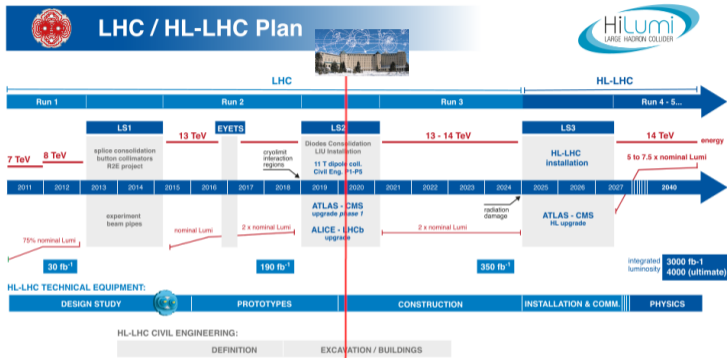 LHC / HL-LHC Plan
HiLumi
LARGE HADRON COLLIDER
LHC
HL-LHC
Run 1
Run 2
Run 3
Run 4 - 5...
LS1
EYETS
LS2
LS3
13 TeV
13 - 14 TeV
14 TeV
energy
splice consolidation
button collimators
R2E project
Diodes Consolidation
LIU Installation
11 T dipole coll.
Civil Eng. P1-P5
cryolimit
interaction
regions
HL-LHC
installation
7 TeV
8 TeV
5 to 7.5 x nominal Lumi
2011
2012
2013
2014
2015
2016
2017
2018
2019
2020
2021
2022
2023
2024
2025
2026
2027
2040
radiation
damage
experiment
beam pipes
ATLAS - CMS
upgrade phase 1
ALICE - LHCb
upgrade
ATLAS - CMS
HL upgrade
75% nominal Lumi
nominal Lumi
2 x nominal Lumi
2 x nominal Lumi
30 fb-1
190 fb-1
350 fb-1
integrated
luminosity
3000 fb-1
4000 (ultimate)
HL-LHC TECHNICAL EQUIPMENT:
DESIGN STUDY
PROTOTYPES
CONSTRUCTION
INSTALLATION & COMM.
PHYSICS
HL-LHC CIVIL ENGINEERING:
DEFINITION
EXCAVATION / BUILDINGS